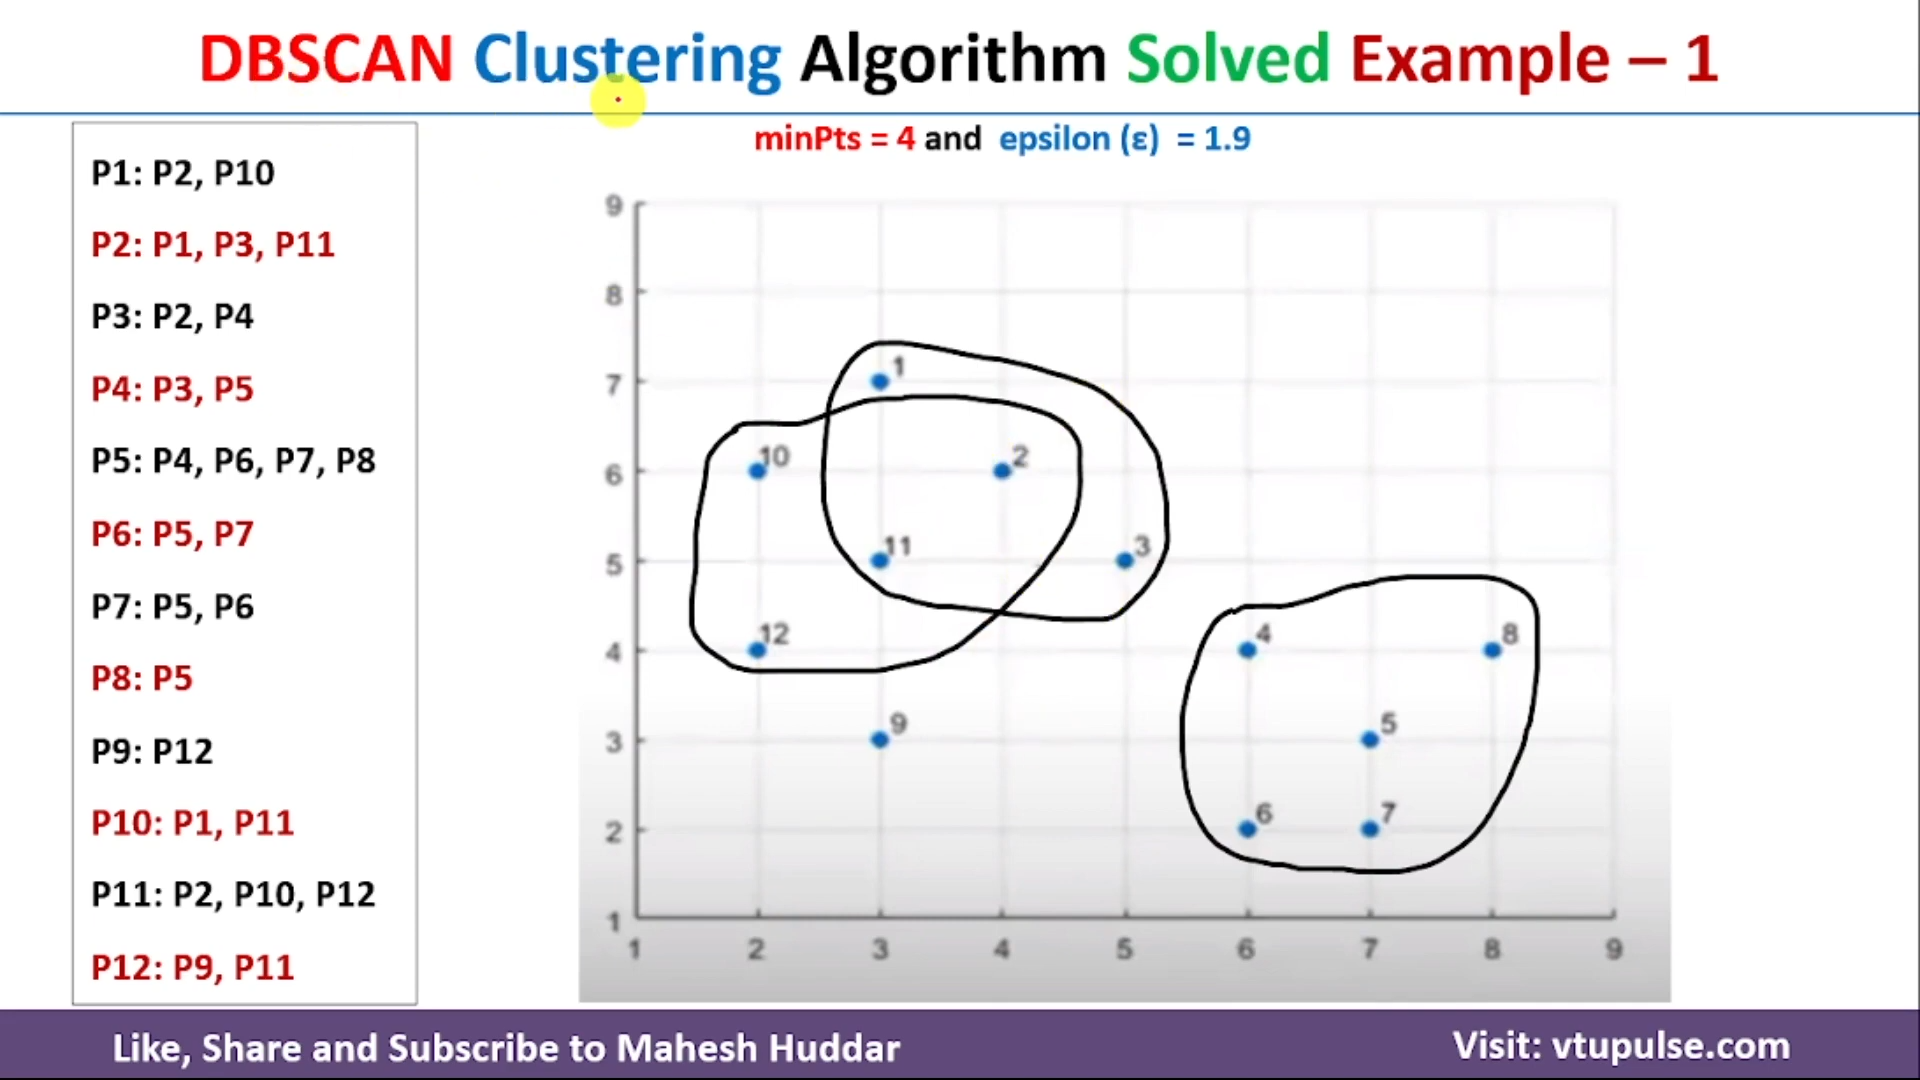 DBSCAN Clustering Algorithm Solved Example – 1
minPts = 4 and epsilon (ε) = 1.9
P1: P2, P10
P2: P1, P3, P11
P3: P2, P4
P4: P3, P5
P5: P4, P6, P7, P8
P6: P5, P7
P7: P5, P6
P8: P5
P9: P12
P10: P1, P11
P11: P2, P10, P12
P12: P9, P11
9
8
7
6
5
4
3
2
1
1 2 3 4 5 6 7 8 9
1
10 2
11 3
12 4 8
9 5
6 7
Like, Share and Subscribe to Mahesh Huddar
Visit: vtupulse.com